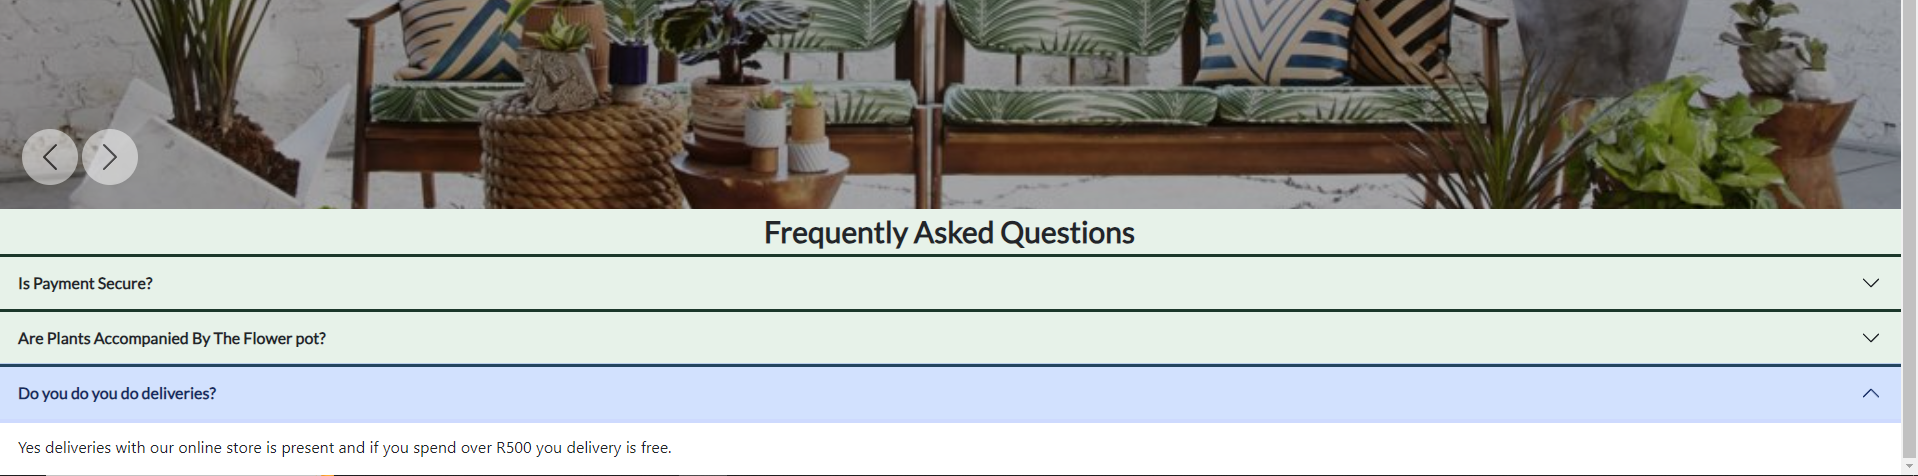 Frequently Asked Questions
Is Payment Secure?
Are Plants Accompanied By The Flower pot?
Do you do you do deliveries?
Yes deliveries with our online store is present and if you spend over R500 you delivery is free.